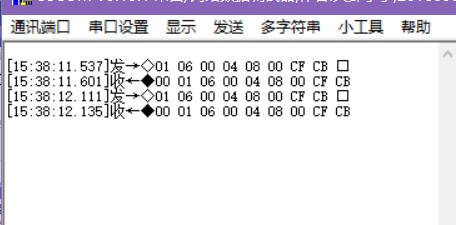 通讯端口 串口设置 显示 发送 多字符串 小工具 帮助
[15:38:11.537]发→◇01 06 00 04 08 00 CF CB □
[15:38:11.601]收←◆00 01 06 00 04 08 00 CF CB
[15:38:12.111]发→◇01 06 00 04 08 00 CF CB □
[15:38:12.135]收←◆00 01 06 00 04 08 00 CF CB